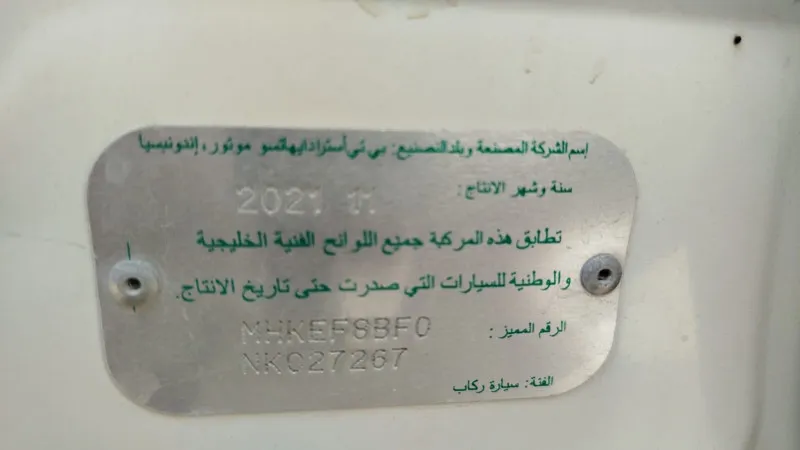 إسم الشركة المصنعة وبلد التصنيع: بي تي أسترا دايهاتسو موتور، إندونيسيا
سنة وشهر الانتاج: 2021 11
تطابق هذه المركبة جميع اللوائح الفنية الخليجية
والوطنية للسيارات التي صدرت حتى تاريخ الانتاج.
الرقم المميز: MHKEF8BF0
NK027267
الفئة: سيارة ركاب